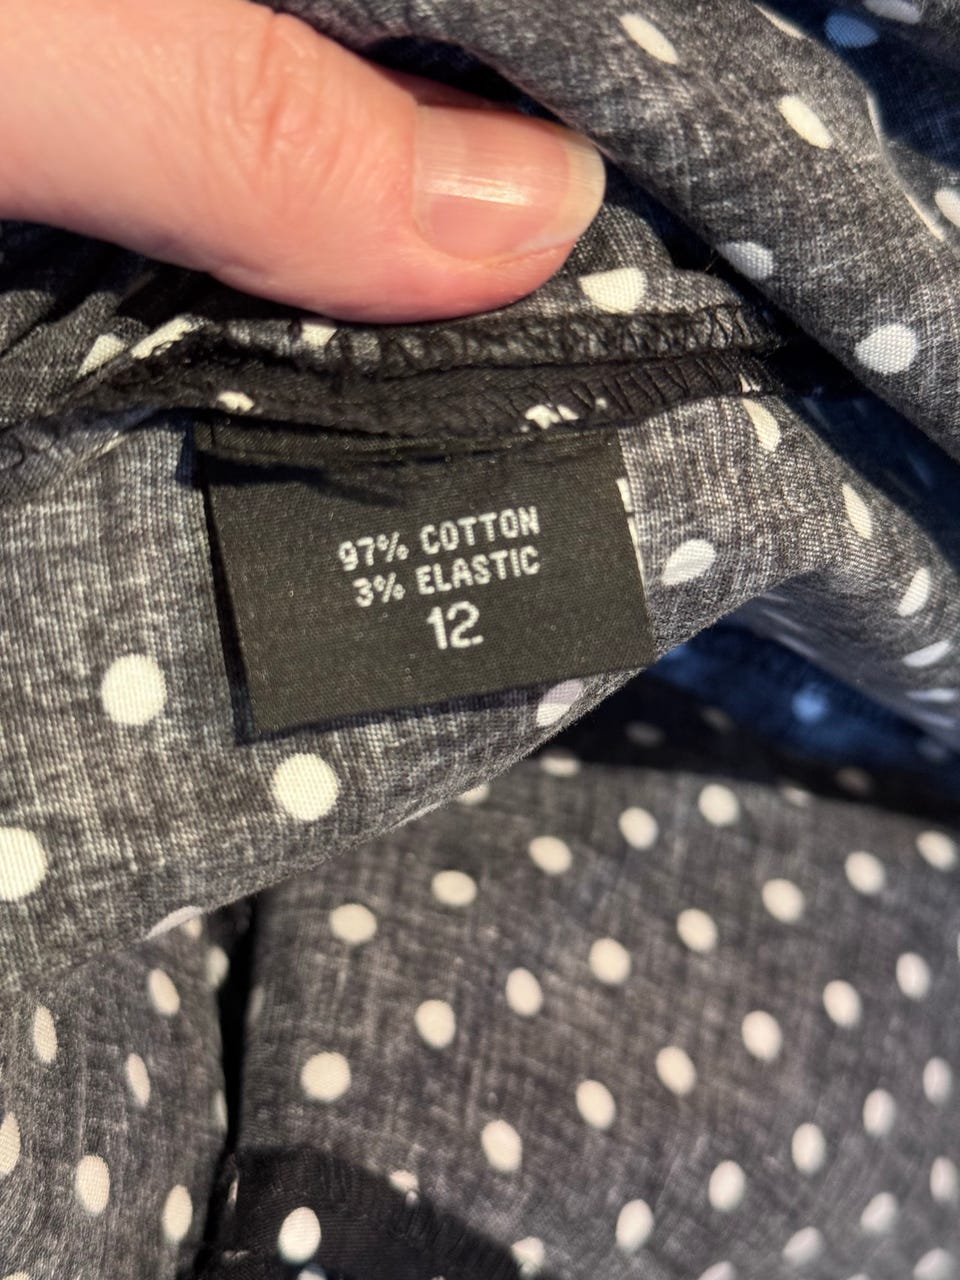 97% COTTON
3% ELASTIC
12